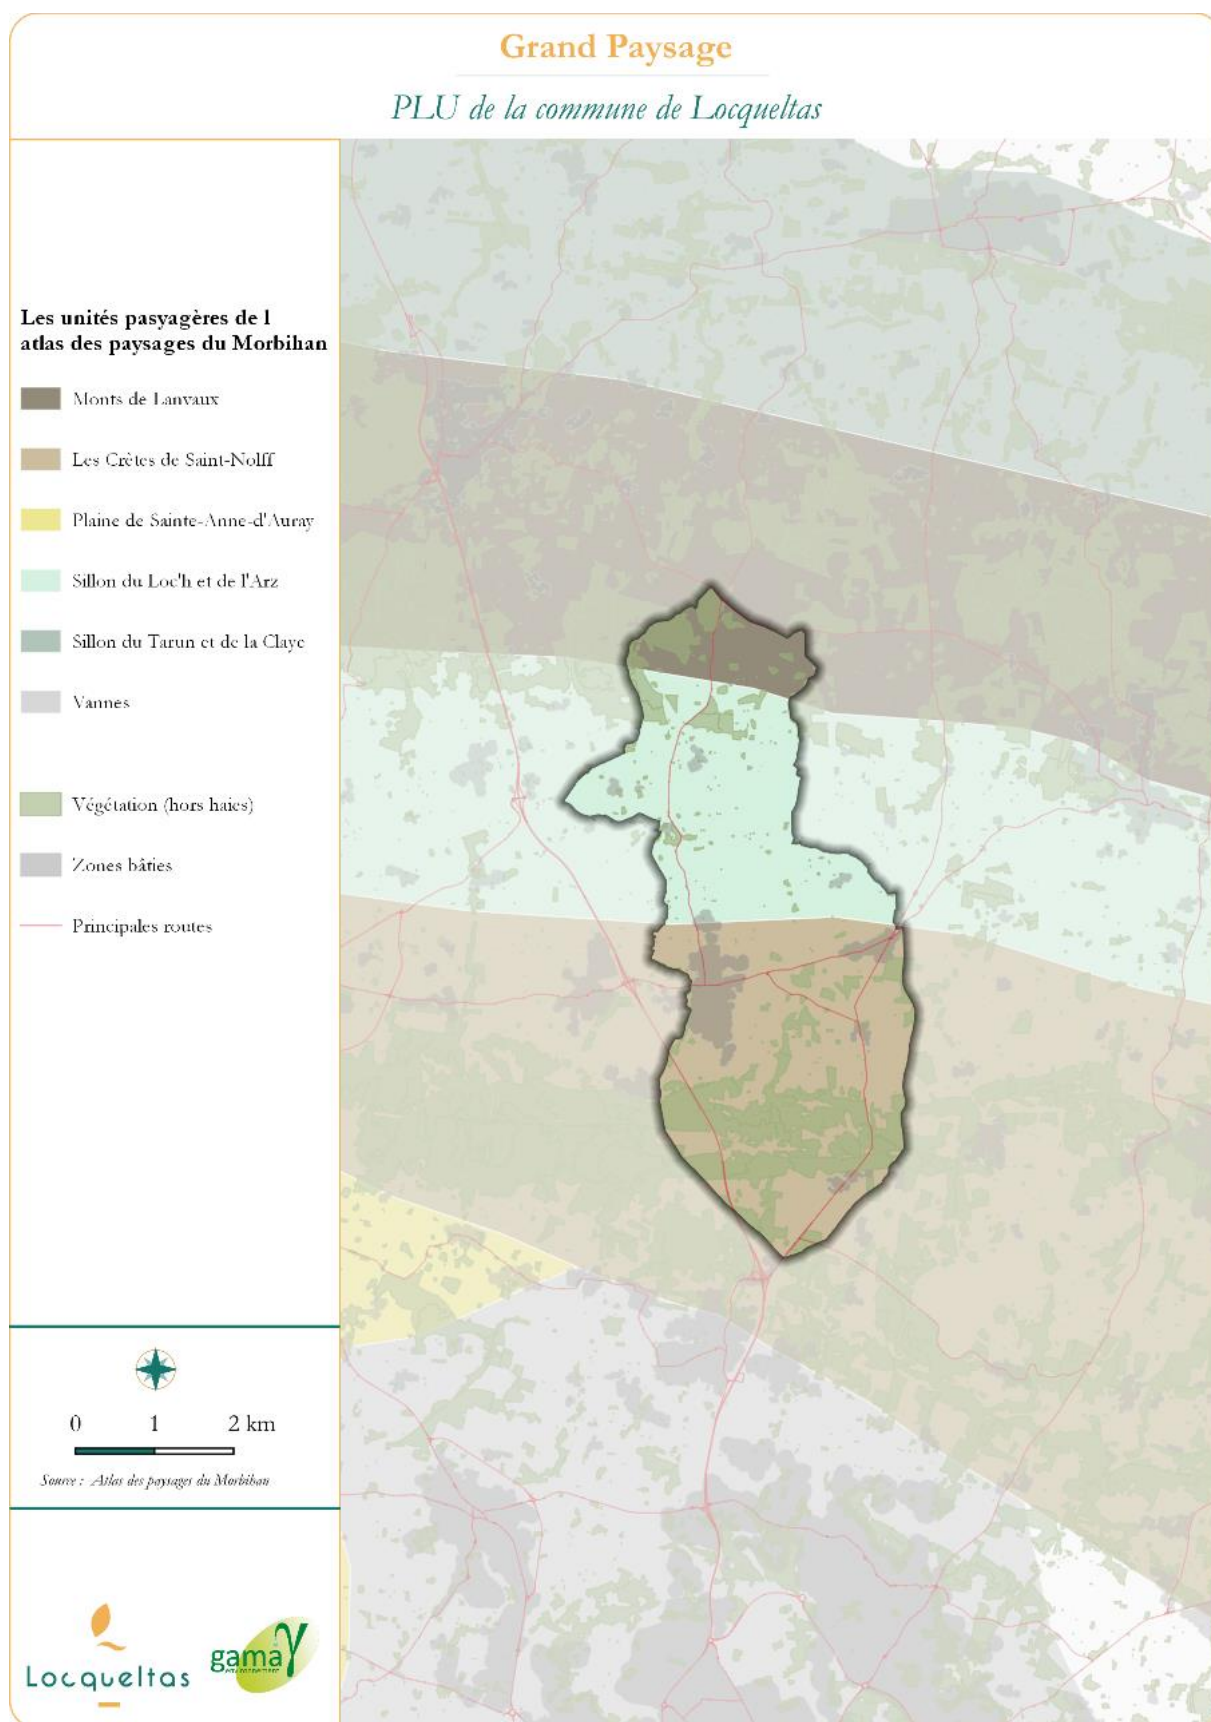 Grand Paysage
PLU de la commune de Locqueltas
Les unités pasyagères de l
atlas des paysages du Morbihan
Monts de Lanvaux
Les Crêtes de Saint-Nolff
Plaine de Sainte-Anne-d'Auray
Sillon du Loc'h et de l'Arz
Sillon du Tarun et de la Claye
Vannes
Végétation (hors haies)
Zones bâties
Principales routes
0 1 2 km
Source : Atlas des paysages du Morbihan
Locqueltas
gama
environnement